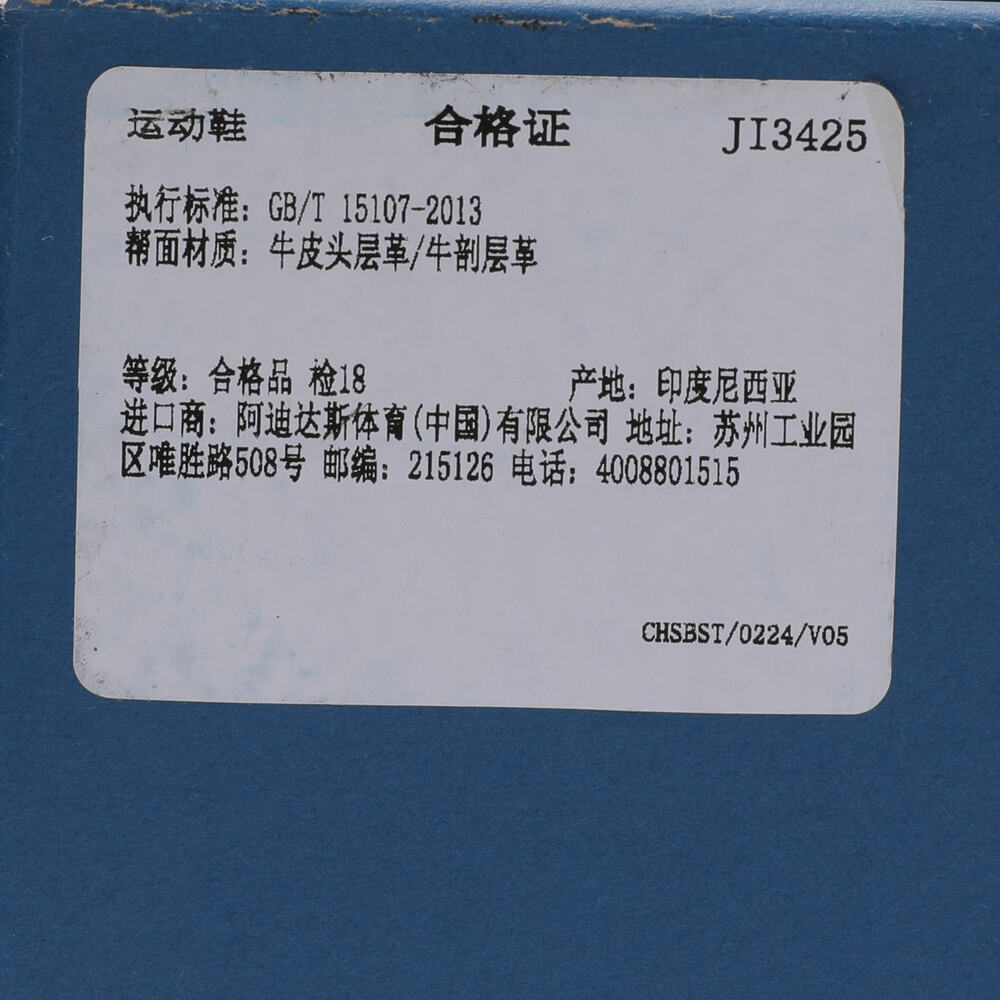 运动鞋 合格证 JI3425
执行标准: GB/T 15107-2013
帮面材质: 牛皮头层革/牛剖层革
等级: 合格品 检18 产地: 印度尼西亚
进口商: 阿迪达斯体育(中国)有限公司 地址: 苏州工业园
区唯胜路508号 邮编: 215126 电话: 4008801515
CHSBST/0224/V05